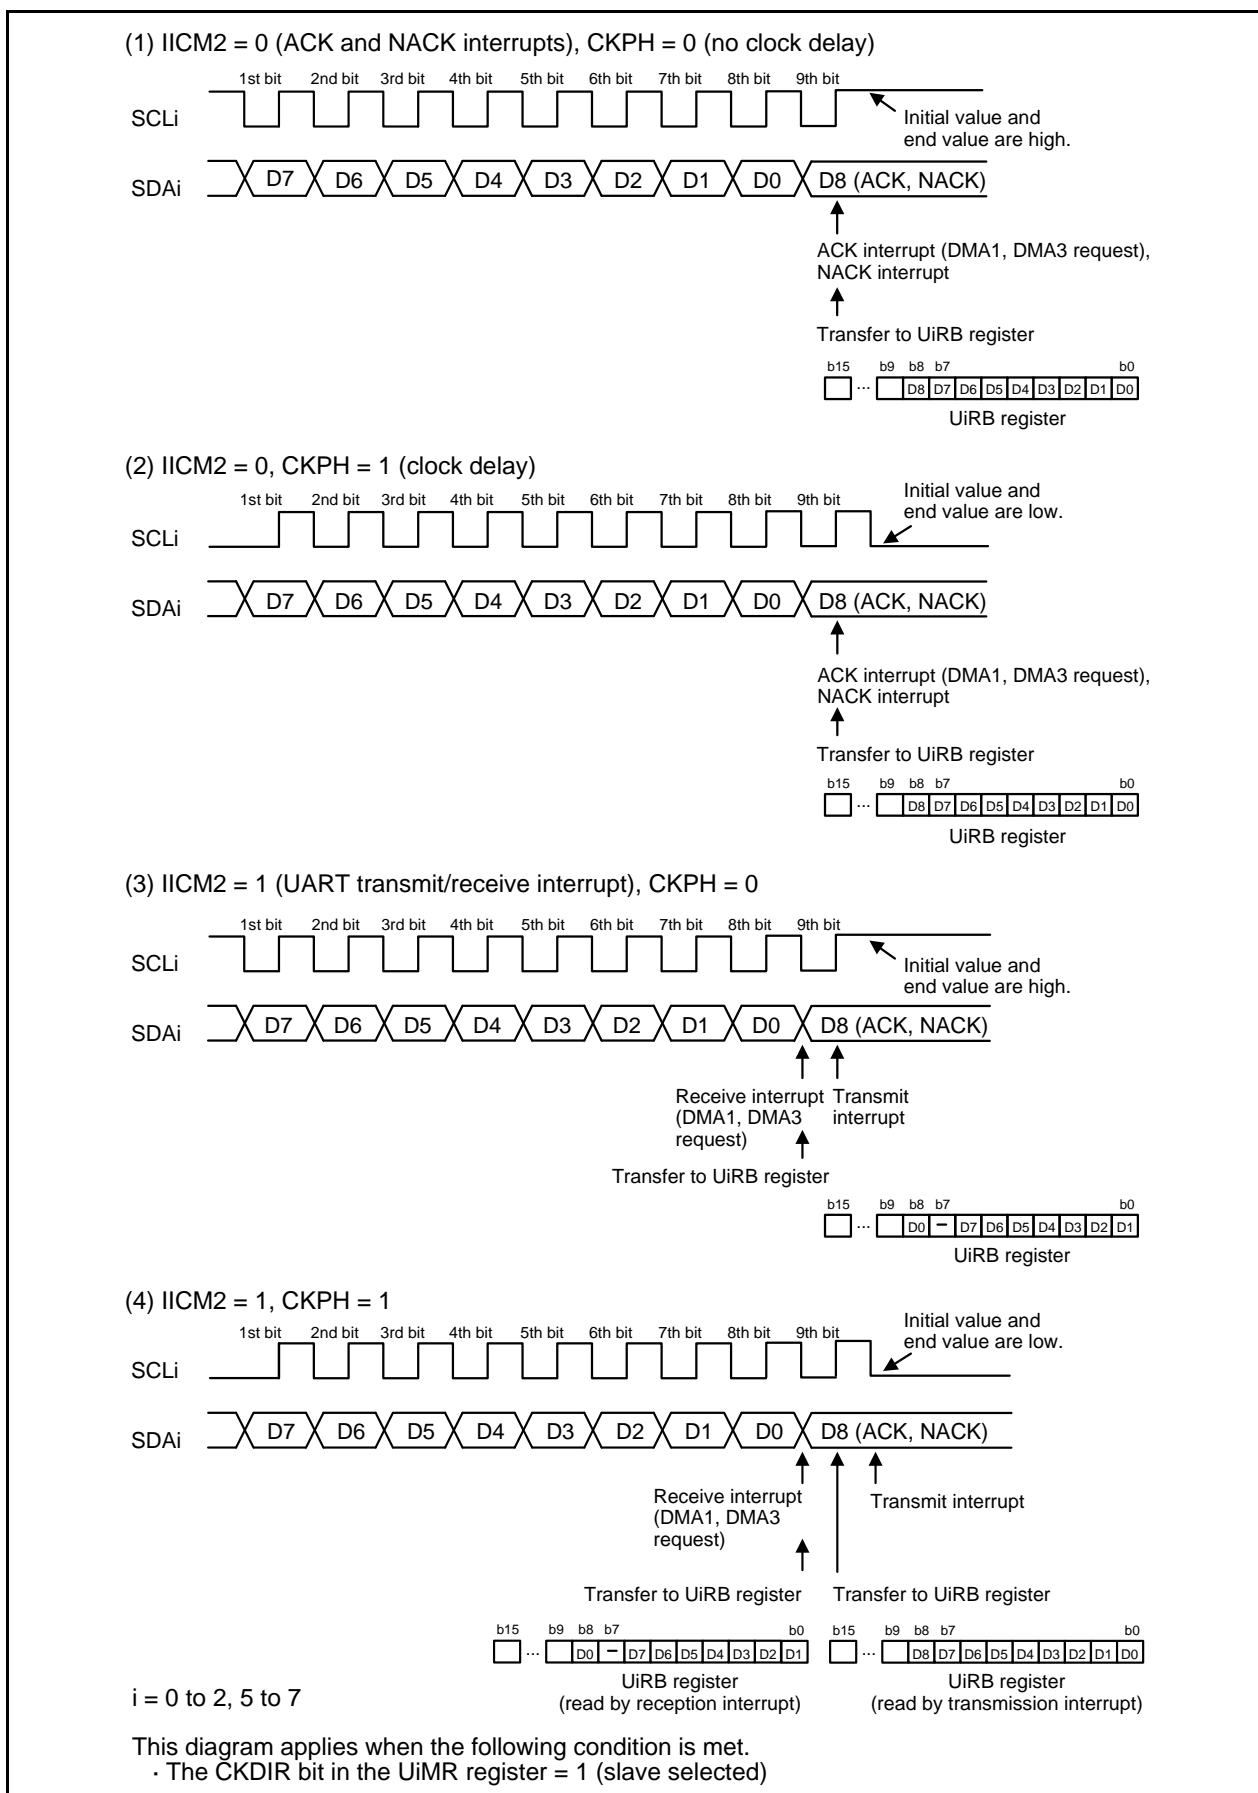 (1) IICM2 = 0 (ACK and NACK interrupts), CKPH = 0 (no clock delay)
1st bit 2nd bit 3rd bit 4th bit 5th bit 6th bit 7th bit 8th bit 9th bit
SCLi
Initial value and
end value are high.
SDAi D7 D6 D5 D4 D3 D2 D1 D0 D8 (ACK, NACK)
ACK interrupt (DMA1, DMA3 request),
NACK interrupt
Transfer to UiRB register
b15 b9 b8 b7 b0
... D8 D7 D6 D5 D4 D3 D2 D1 D0
UiRB register
(2) IICM2 = 0, CKPH = 1 (clock delay)
1st bit 2nd bit 3rd bit 4th bit 5th bit 6th bit 7th bit 8th bit 9th bit
Initial value and
end value are low.
SCLi
SDAi D7 D6 D5 D4 D3 D2 D1 D0 D8 (ACK, NACK)
ACK interrupt (DMA1, DMA3 request),
NACK interrupt
Transfer to UiRB register
b15 b9 b8 b7 b0
... D8 D7 D6 D5 D4 D3 D2 D1 D0
UiRB register
(3) IICM2 = 1 (UART transmit/receive interrupt), CKPH = 0
1st bit 2nd bit 3rd bit 4th bit 5th bit 6th bit 7th bit 8th bit 9th bit
SCLi
Initial value and
end value are high.
SDAi D7 D6 D5 D4 D3 D2 D1 D0 D8 (ACK, NACK)
Receive interrupt
(DMA1, DMA3
request)
Transmit
interrupt
Transfer to UiRB register
b15 b9 b8 b7 b0
... D0 – D7 D6 D5 D4 D3 D2 D1
UiRB register
(4) IICM2 = 1, CKPH = 1
1st bit 2nd bit 3rd bit 4th bit 5th bit 6th bit 7th bit 8th bit 9th bit
Initial value and
end value are low.
SCLi
SDAi D7 D6 D5 D4 D3 D2 D1 D0 D8 (ACK, NACK)
Receive interrupt
(DMA1, DMA3
request)
Transmit interrupt
Transfer to UiRB register Transfer to UiRB register
b15 b9 b8 b7 b0 b15 b9 b8 b7 b0
... D0 – D7 D6 D5 D4 D3 D2 D1 ... D8 D7 D6 D5 D4 D3 D2 D1 D0
UiRB register
(read by reception interrupt)
UiRB register
(read by transmission interrupt)
i = 0 to 2, 5 to 7
This diagram applies when the following condition is met.
· The CKDIR bit in the UiMR register = 1 (slave selected)